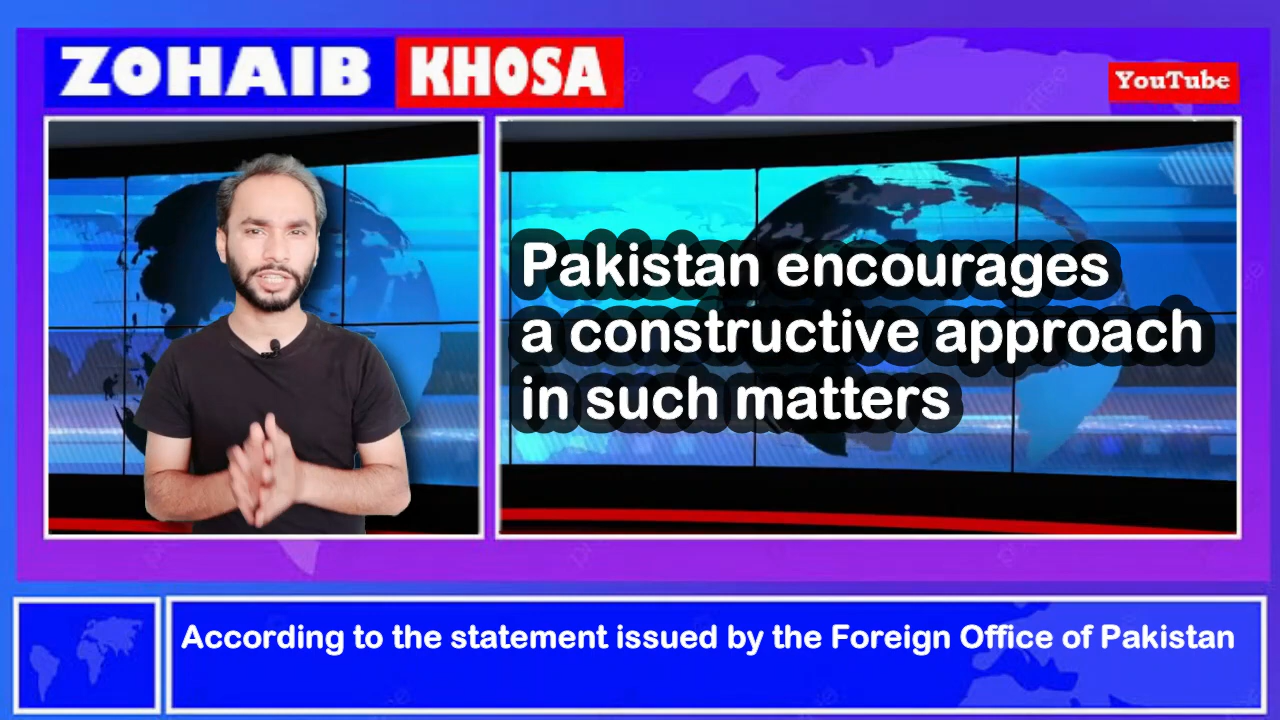 ZOHAIB KHOSA
YouTube
Pakistan encourages
a constructive approach
in such matters
According to the statement issued by the Foreign Office of Pakistan